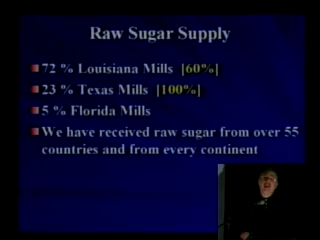 Raw Sugar Supply
72 % Louisiana Mills [60%]
23 % Texas Mills [100%]
5 % Florida Mills
We have received raw sugar from over 55
countries and from every continent